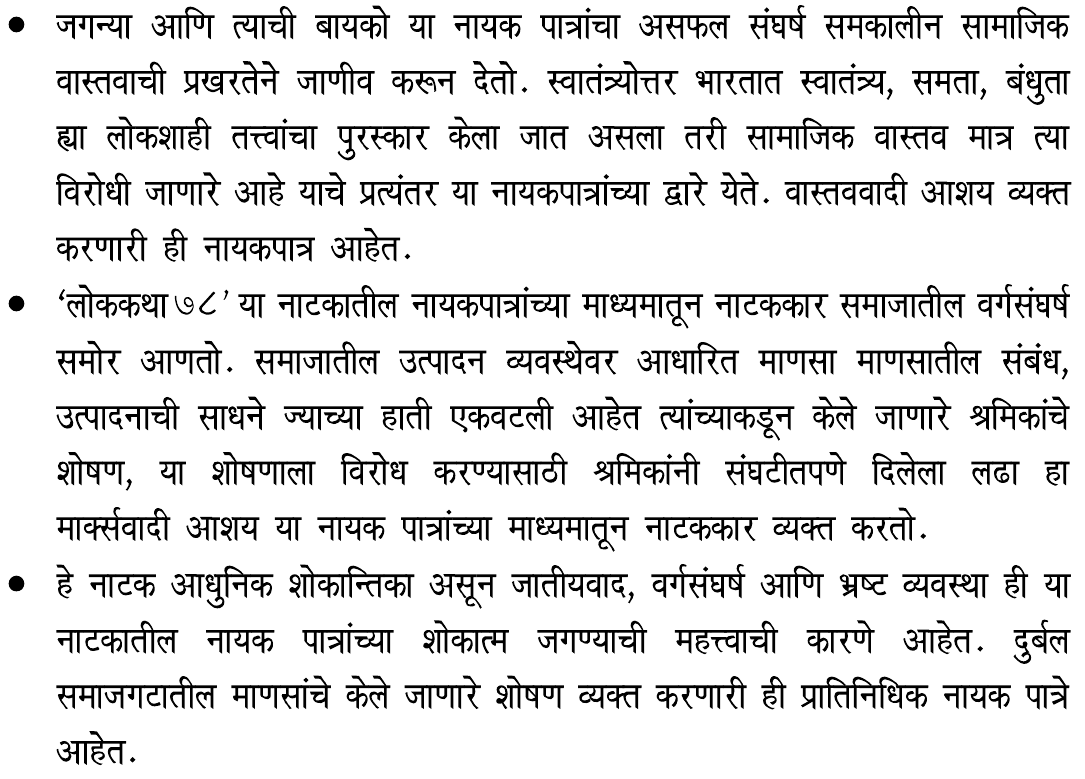 • जगन्या आणि त्याची बायको या नायक पात्रांचा असफल संघर्ष समकालीन सामाजिक
वास्तवाची प्रखरतेने जाणीव करून देतो. स्वातंत्र्योत्तर भारतात स्वातंत्र्य, समता, बंधुता
ह्या लोकशाही तत्त्वांचा पुरस्कार केला जात असला तरी सामाजिक वास्तव मात्र त्या
विरोधी जाणारे आहे याचे प्रत्यंतर या नायकपात्रांच्या द्वारे येते. वास्तववादी आशय व्यक्त
करणारी ही नायकपात्र आहेत.
• ‘लोककथा ७८’ या नाटकातील नायकपात्रांच्या माध्यमातून नाटककार समाजातील वर्गसंघर्ष
समोर आणतो. समाजातील उत्पादन व्यवस्थेवर आधारित माणसा माणसातील संबंध,
उत्पादनाची साधने ज्याच्या हाती एकवटली आहेत त्यांच्याकडून केले जाणारे श्रमिकांचे
शोषण, या शोषणाला विरोध करण्यासाठी श्रमिकांनी संघटीतपणे दिलेला लढा हा
मार्क्सवादी आशय या नायक पात्रांच्या माध्यमातून नाटककार व्यक्त करतो.
• हे नाटक आधुनिक शोकान्तिका असून जातीयवाद, वर्गसंघर्ष आणि भ्रष्ट व्यवस्था ही या
नाटकातील नायक पात्रांच्या शोकात्म जगण्याची महत्त्वाची कारणे आहेत. दुर्बल
समाजगटातील माणसांचे केले जाणारे शोषण व्यक्त करणारी ही प्रातिनिधिक नायक पात्रे
आहेत.